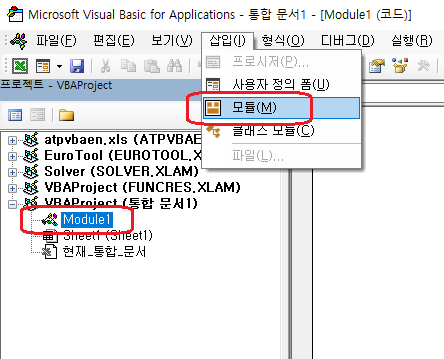 Microsoft Visual Basic for Applications - 통합 문서1 - [Module1 (코드)]
파일(F) 편집(E) 보기(V) 삽입(I) 형식(O) 디버그(D) 실행(R)
프로시저(P)...
프로젝트 - VBAProject
사용자 정의 폼(U)
모듈(M)
클래스 모듈(C)
파일(L)...
atpvbaen.xls (ATPVBAE
EuroTool (EUROTOOL.XLAM)
Solver (SOLVER.XLAM)
VBAProject (FUNCRES.XLAM)
VBAProject (통합 문서1)
Module1
Sheet1 (Sheet1)
현재_통합_문서